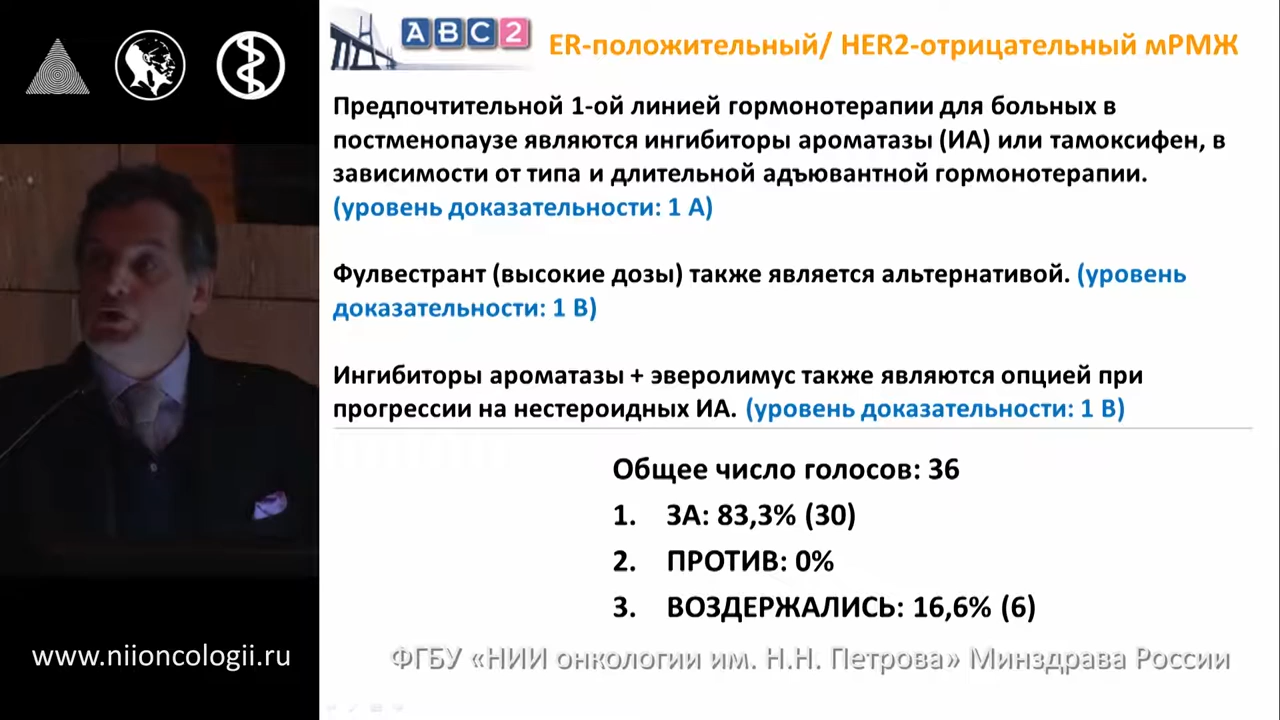 ABC2
ER-положительный/ HER2-отрицательный мРМЖ
Предпочтительной 1-ой линией гормонотерапии для больных в
постменопаузе являются ингибиторы ароматазы (ИА) или тамоксифен, в
зависимости от типа и длительной адъювантной гормонотерапии.
(уровень доказательности: 1 А)
Фулвестрант (высокие дозы) также является альтернативой. (уровень
доказательности: 1 В)
Ингибиторы ароматазы + эверолимус также являются опцией при
прогрессии на нестероидных ИА. (уровень доказательности: 1 В)
Общее число голосов: 36
1. ЗА: 83,3% (30)
2. ПРОТИВ: 0%
3. ВОЗДЕРЖАЛИСЬ: 16,6% (6)
www.niioncologii.ru
ФГБУ «НИИ онкологии им. Н.Н. Петрова» Минздрава России